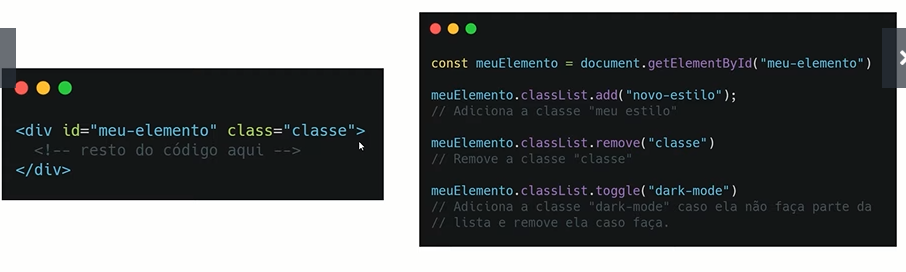 <div id="meu-elemento" class="classe">
<!-- resto do código aqui -->
</div>
const meuElemento = document.getElementById("meu-elemento")
meuElemento.classList.add("novo-estilo");
// Adiciona a classe "meu estilo"
meuElemento.classList.remove("classe")
// Remove a classe "classe"
meuElemento.classList.toggle("dark-mode")
// Adiciona a classe "dark-mode" caso ela não faça parte da
// lista e remove ela caso faça.